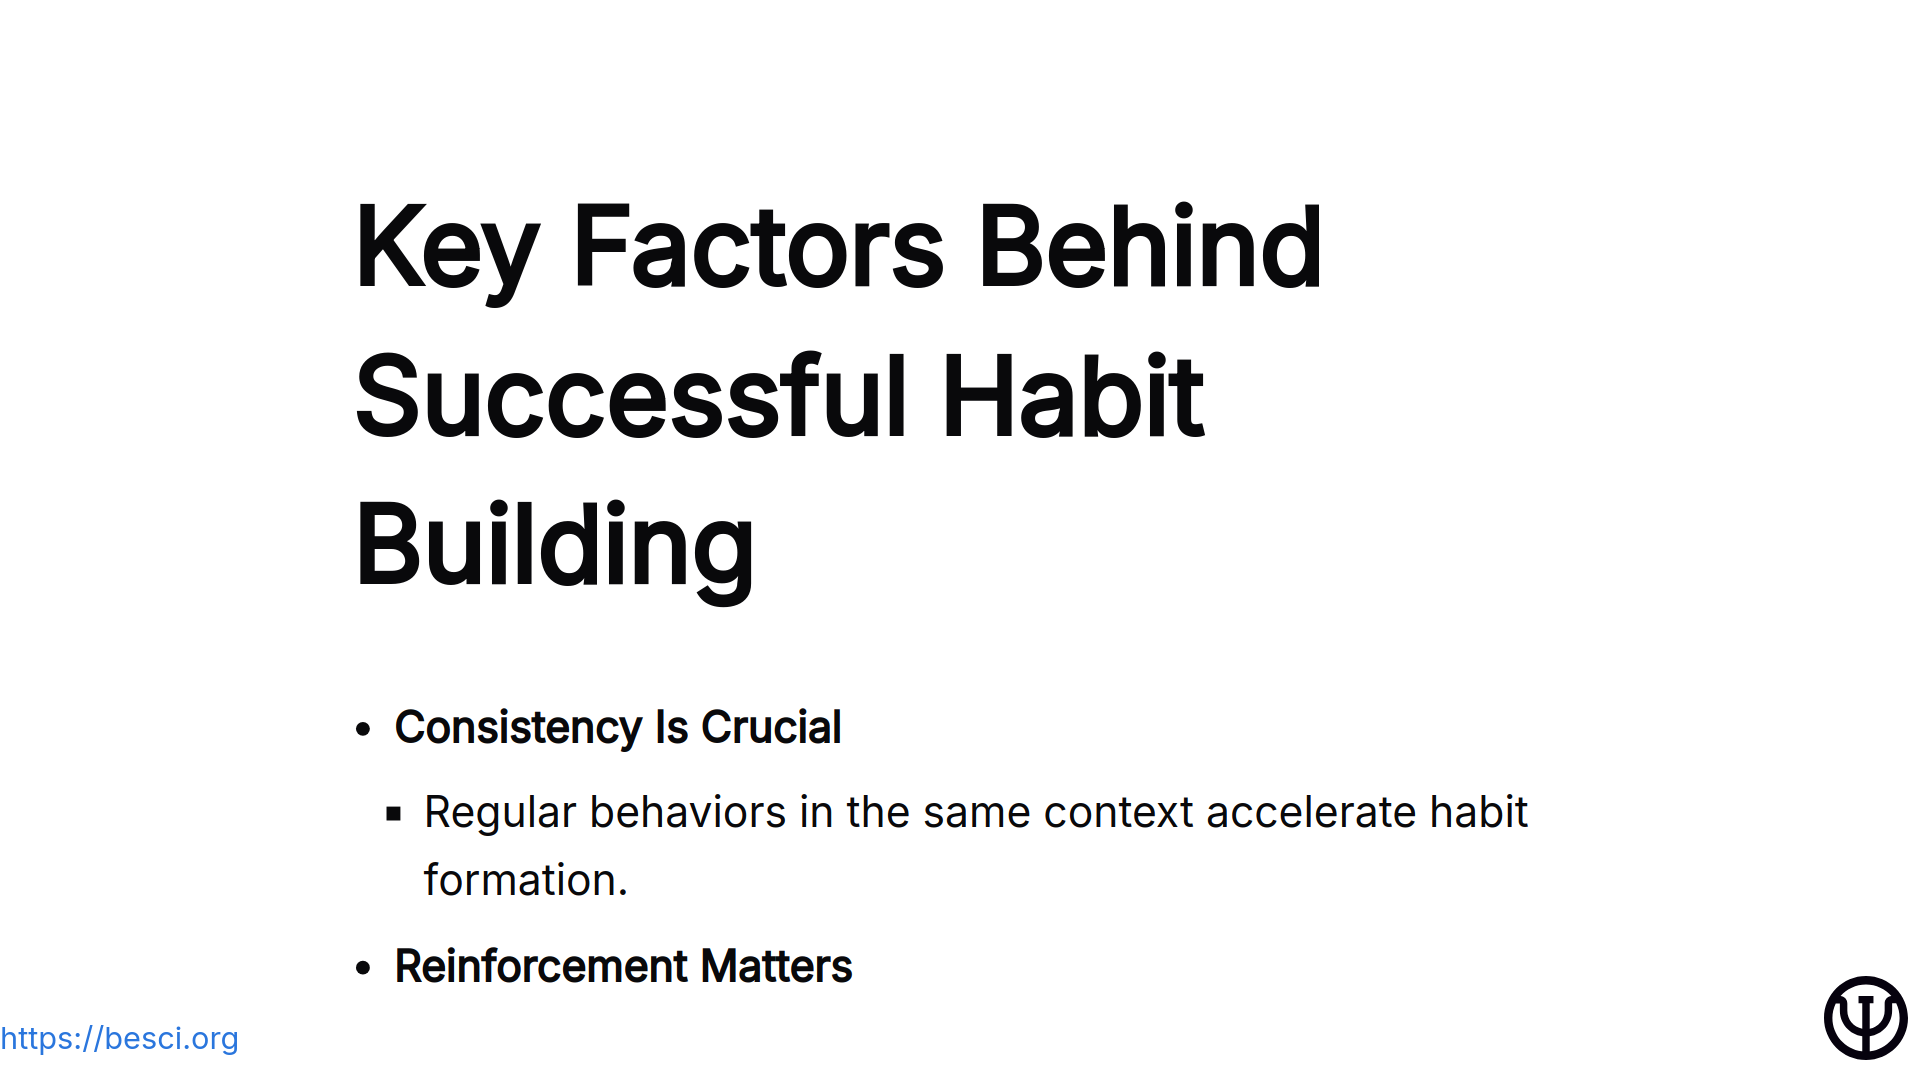 Key Factors Behind
Successful Habit
Building
• Consistency Is Crucial
▪ Regular behaviors in the same context accelerate habit
formation.
• Reinforcement Matters
https://besci.org